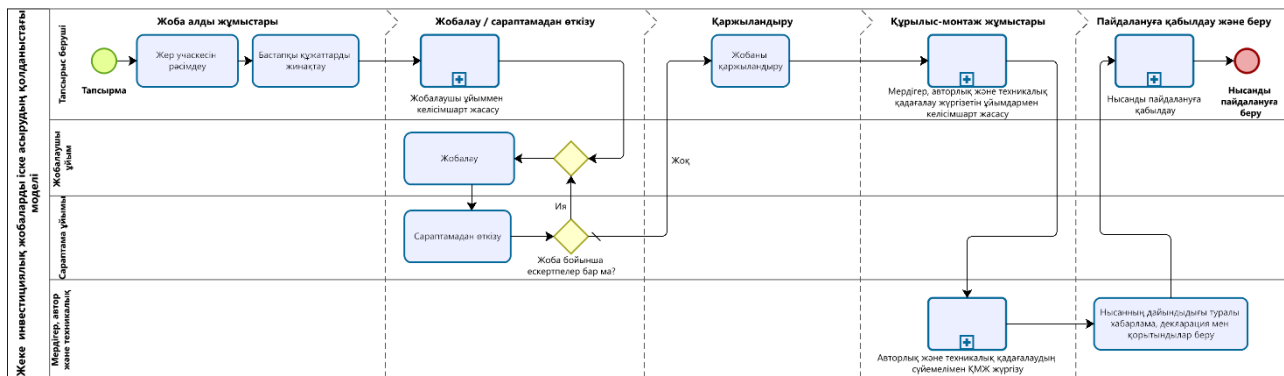 Жеке инвестициялық жобаларды іске асырудың қолданыстағы
моделі
Жоба алды жұмыстары
Жобалау / сараптамадан өткізу
Қаржыландыру
Құрылыс-монтаж жұмыстары
Пайдалануға қабылдау және беру
Тапсырыс беруші
Тапсырма
Жер учаскесін
рәсімдеу
Бастапқы құжаттарды
жинақтау
Жобалаушы ұйыммен
келісімшарт жасасу
Жобаны
қаржыландыру
Мердігер, авторлық және техникалық
қадағалау жүргізетін ұйымдармен
келісімшарт жасасу
Нысанды пайдалануға
қабылдау
Нысанды
пайдалануға
беру
Жобалаушы
ұйым
Жобалау
Жоқ
Сараптама ұйымы
Сараптамадан өткізу
Ия
Жоба бойынша
ескертпелер бар ма?
Мердігер, автор
және техникалық
Авторлық және техникалық қадағалаудың
сүйемелімен ҚМЖ жүргізу
Нысанның дайындыдығы туралы
хабарлама, декларация мен
қорытындылар беру